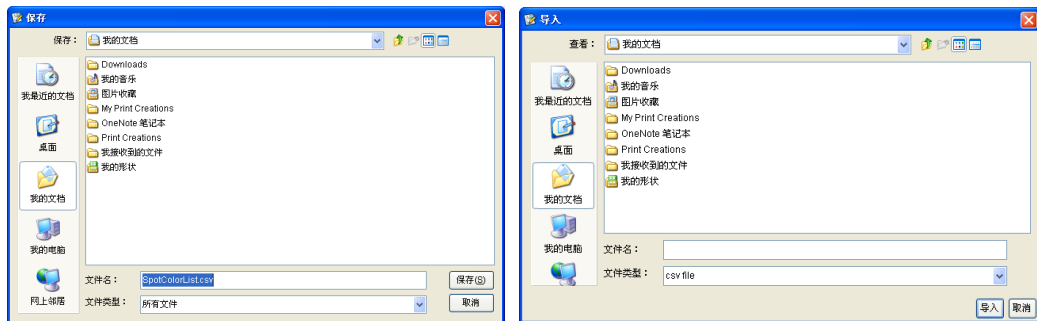 保存
保存：
我的文档
Downloads
我的音乐
图片收藏
My Print Creations
OneNote 笔记本
Print Creations
我接收到的文件
我的形状
我最近的文档
桌面
我的文档
我的电脑
网上邻居
文件名：
SpotColorList.csv
保存(S)
文件类型：
所有文件
取消
导入
查看：
我的文档
Downloads
我的音乐
图片收藏
My Print Creations
OneNote 笔记本
Print Creations
我接收到的文件
我的形状
我最近的文档
桌面
我的文档
我的电脑
文件名：
文件类型：
csv file
导入
取消